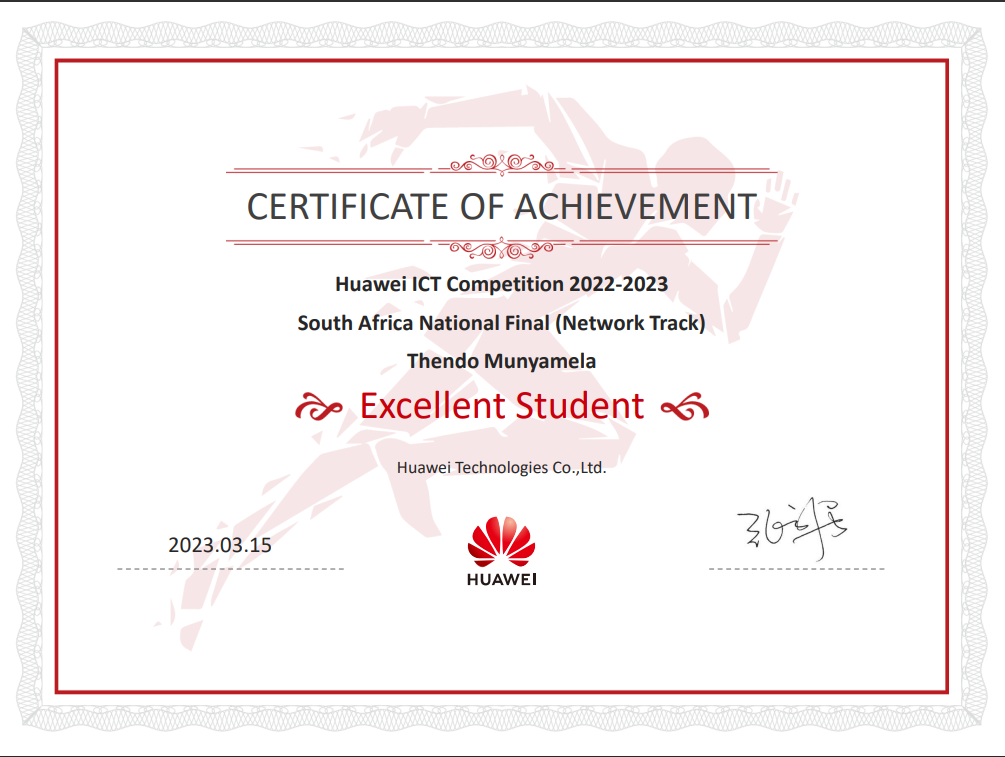 CERTIFICATE OF ACHIEVEMENT
Huawei ICT Competition 2022-2023
South Africa National Final (Network Track)
Thendo Munyamela
Excellent Student
Huawei Technologies Co.,Ltd.
2023.03.15
HUAWEI